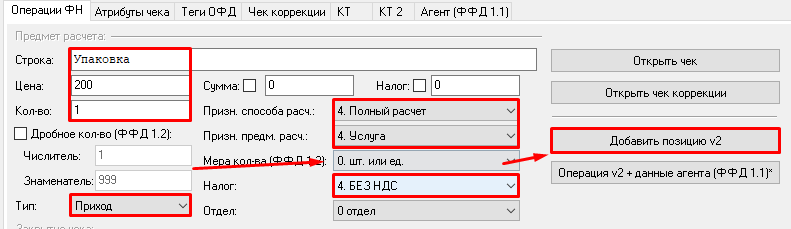 Операции ФН Атрибуты чека Теги ОФД Чек коррекции КТ КТ 2 Агент (ФФД 1.1)
Предмет расчета:
Строка: Упаковка Открыть чек
Цена: 200 Сумма: 0 Налог: 0
Кол-во: 1 Призн. способа расч.: 4. Полный расчет Открыть чек коррекции
Дробное кол-во (ФФД 1.2): Призн. предм. расч.: 4. Услуга
Числитель: 1 Мера кол-ва (ФФД 1.2): 0. шт. или ед. Добавить позицию v2
Знаменатель: 999 Налог: 4. БЕЗ НДС Операция v2 + данные агента (ФФД 1.1)*
Тип: Приход Отдел: 0 отдел
Закрытие чека: